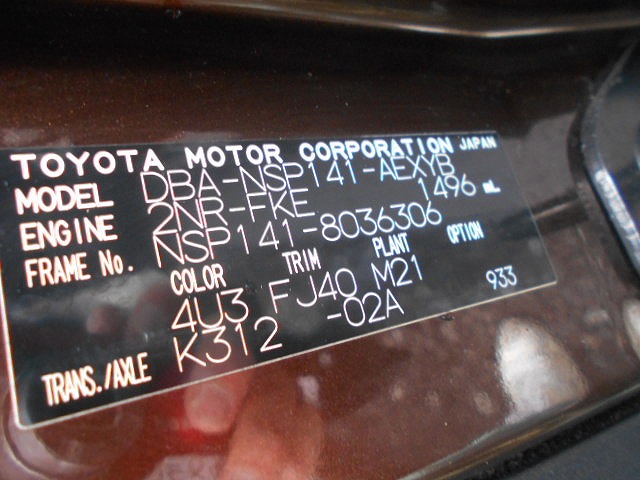 TOYOTA MOTOR CORPORATION JAPAN
MODEL DBA-NSP141-AEXYB
ENGINE 2NR-FKE 1496 mL
FRAME No. NSP141-8036306
COLOR TRIM PLANT OPTION
4U3 FJ40 M21 933
TRANS./AXLE K312 -02A